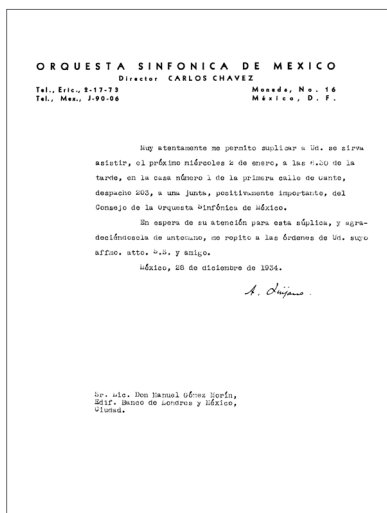 ORQUESTA SINFONICA DE MEXICO
Director CARLOS CHAVEZ
Tel., Eric., 2-17-73 Moneda, No. 16
Tel., Mex., J-90-06 México, D. F.
Muy atentamente me permito suplicar a Ud. se sirva
asistir, el próximo miércoles 2 de enero, a las de la
tarde, en la casa número 1 de la primera calle de
despacho 203, a una junta, positivamente importante, del
Consejo de la Orquesta Sinfónica de México.
En espera de su atención para esta súplica, y agra-
deciéndosela de antemano, me repito a las órdenes de Ud. suyo
affmo. atto. S.S. y amigo.
México, 28 de diciembre de 1934.
A. Quijano.
Sr. Lic. Don Manuel Gómez Morín,
Edif. Banco de Londres y México,
Ciudad.